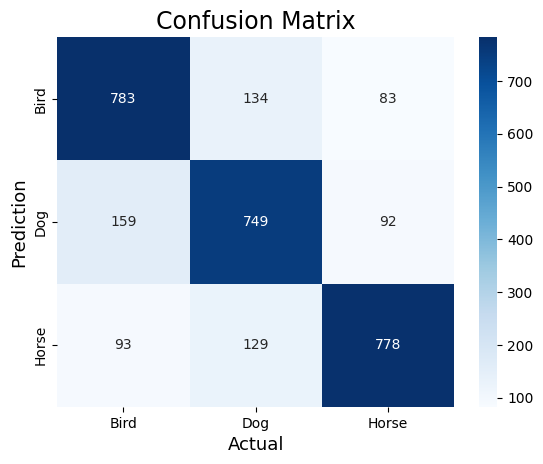 Confusion Matrix
Bird 783 134 83 700
600
Dog 159 749 92 500
400
300
Horse 93 129 778 200
100
Prediction
Bird Dog Horse
Actual